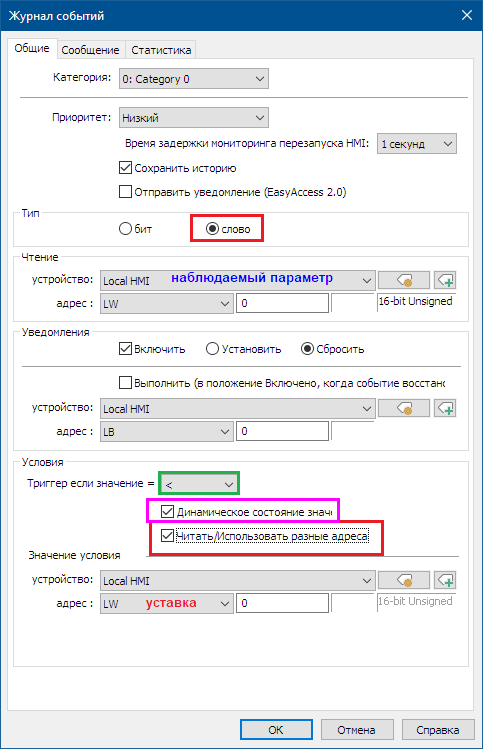 Журнал событий
Общие Сообщение Статистика
Категория: 0: Category 0
Приоритет: Низкий
Время задержки мониторинга перезапуска HMI: 1 секунд
Сохранить историю
Отправить уведомление (EasyAccess 2.0)
Тип
бит слово
Чтение
устройство: Local HMI наблюдаемый параметр
адрес : LW 0 16-bit Unsigned
Уведомления
Включить Установить Сбросить
Выполнить (в положение Включено, когда событие восстанс
устройство: Local HMI
адрес : LB 0
Условия
Триггер если значение = <
Динамическое состояние знач
Читать/Использовать разные адреса
Значение условия
устройство: Local HMI
адрес : LW уставка 0 16-bit Unsigned
OK Отмена Справка